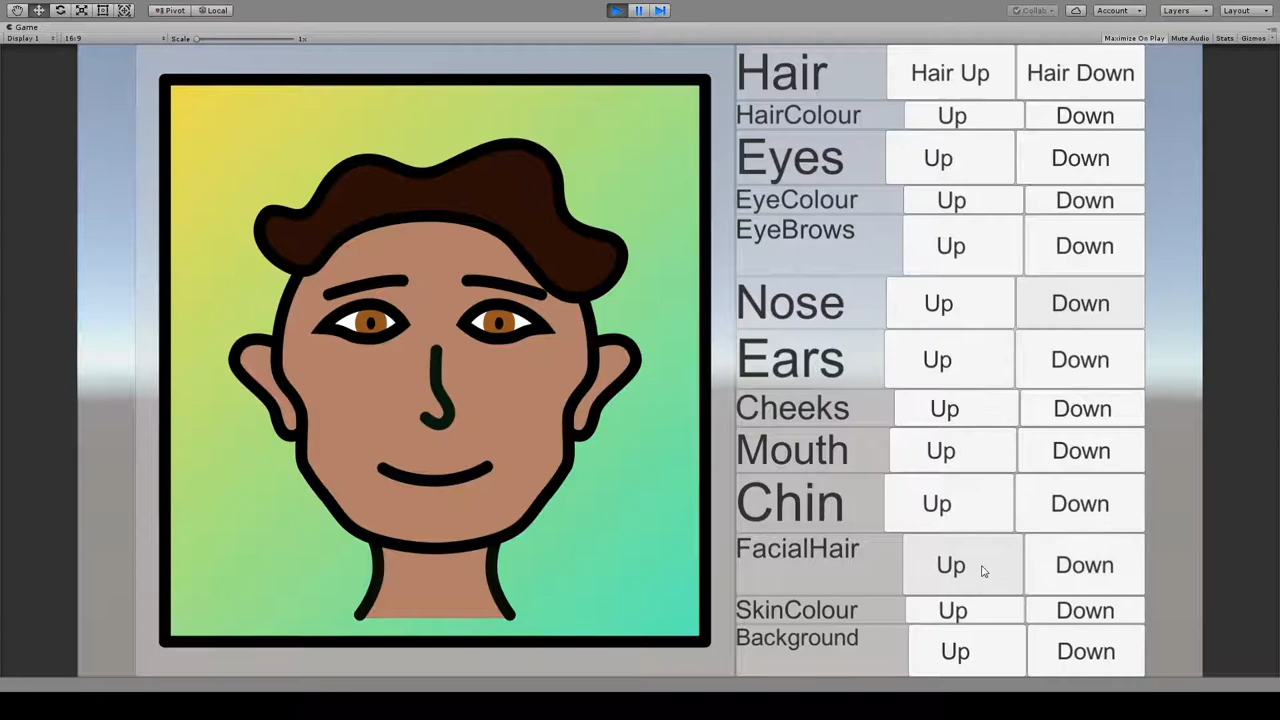 Pivot Local Collab Account Layers Layout
Game
Display 1 16:9 Scale 1x Maximize On Play Mute Audio Stats Gizmos
Hair Hair Up Hair Down
HairColour Up Down
Eyes Up Down
EyeColour Up Down
EyeBrows Up Down
Nose Up Down
Ears Up Down
Cheeks Up Down
Mouth Up Down
Chin Up Down
FacialHair Up Down
SkinColour Up Down
Background Up Down